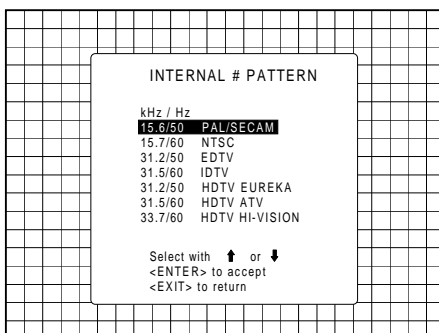 INTERNAL # PATTERN
kHz / Hz
15.6/50 PAL/SECAM
15.7/60 NTSC
31.2/50 EDTV
31.5/60 IDTV
31.2/50 HDTV EUREKA
31.5/60 HDTV ATV
33.7/60 HDTV HI-VISION
Select with ⬆ or ⬇
<ENTER> to accept
<EXIT> to return